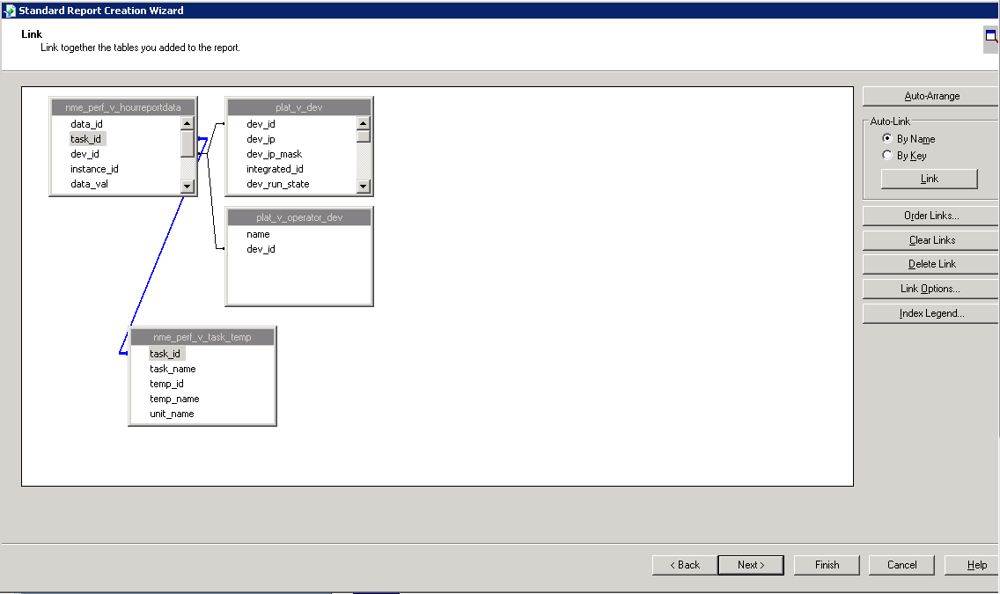 Standard Report Creation Wizard
Link
Link together the tables you added to the report.
nme_perf_v_hourreportdata
data_id
task_id
dev_id
instance_id
data_val
plat_v_dev
dev_id
dev_ip
dev_ip_mask
integrated_id
dev_run_state
plat_v_operator_dev
name
dev_id
nme_perf_v_task_temp
task_id
task_name
temp_id
temp_name
unit_name
Auto-Arrange
Auto-Link
By Name
By Key
Link
Order Links...
Clear Links
Delete Link
Link Options...
Index Legend...
< Back
Next >
Finish
Cancel
Help